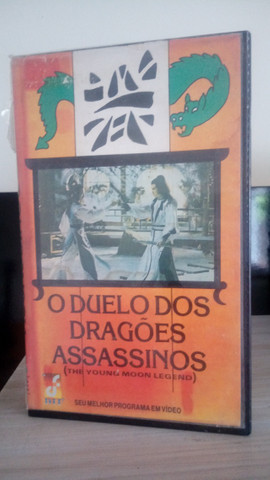 O DUELO DOS
DRAGÕES
ASSASSINOS
(THE YOUNG MOON LEGEND)
SEU MELHOR PROGRAMA EM VÍDEO